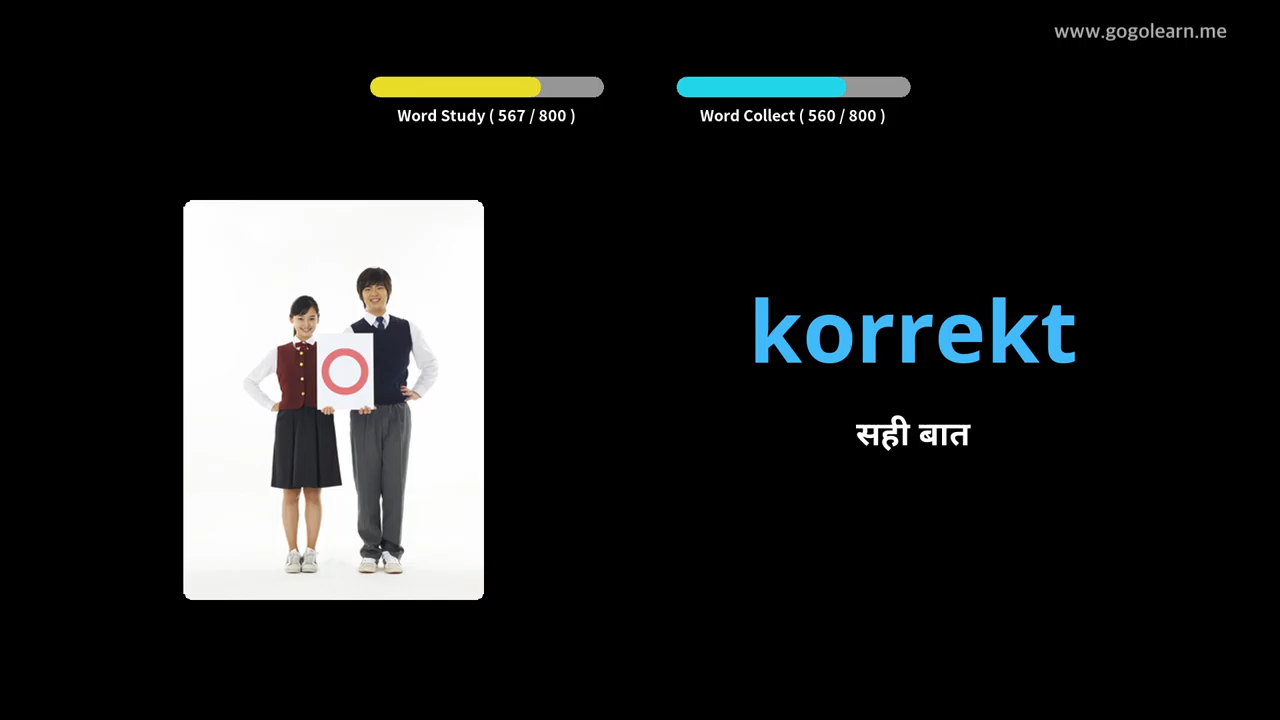 www.gogolearn.me
Word Study ( 567 / 800 )
Word Collect ( 560 / 800 )
korrekt
सही बात